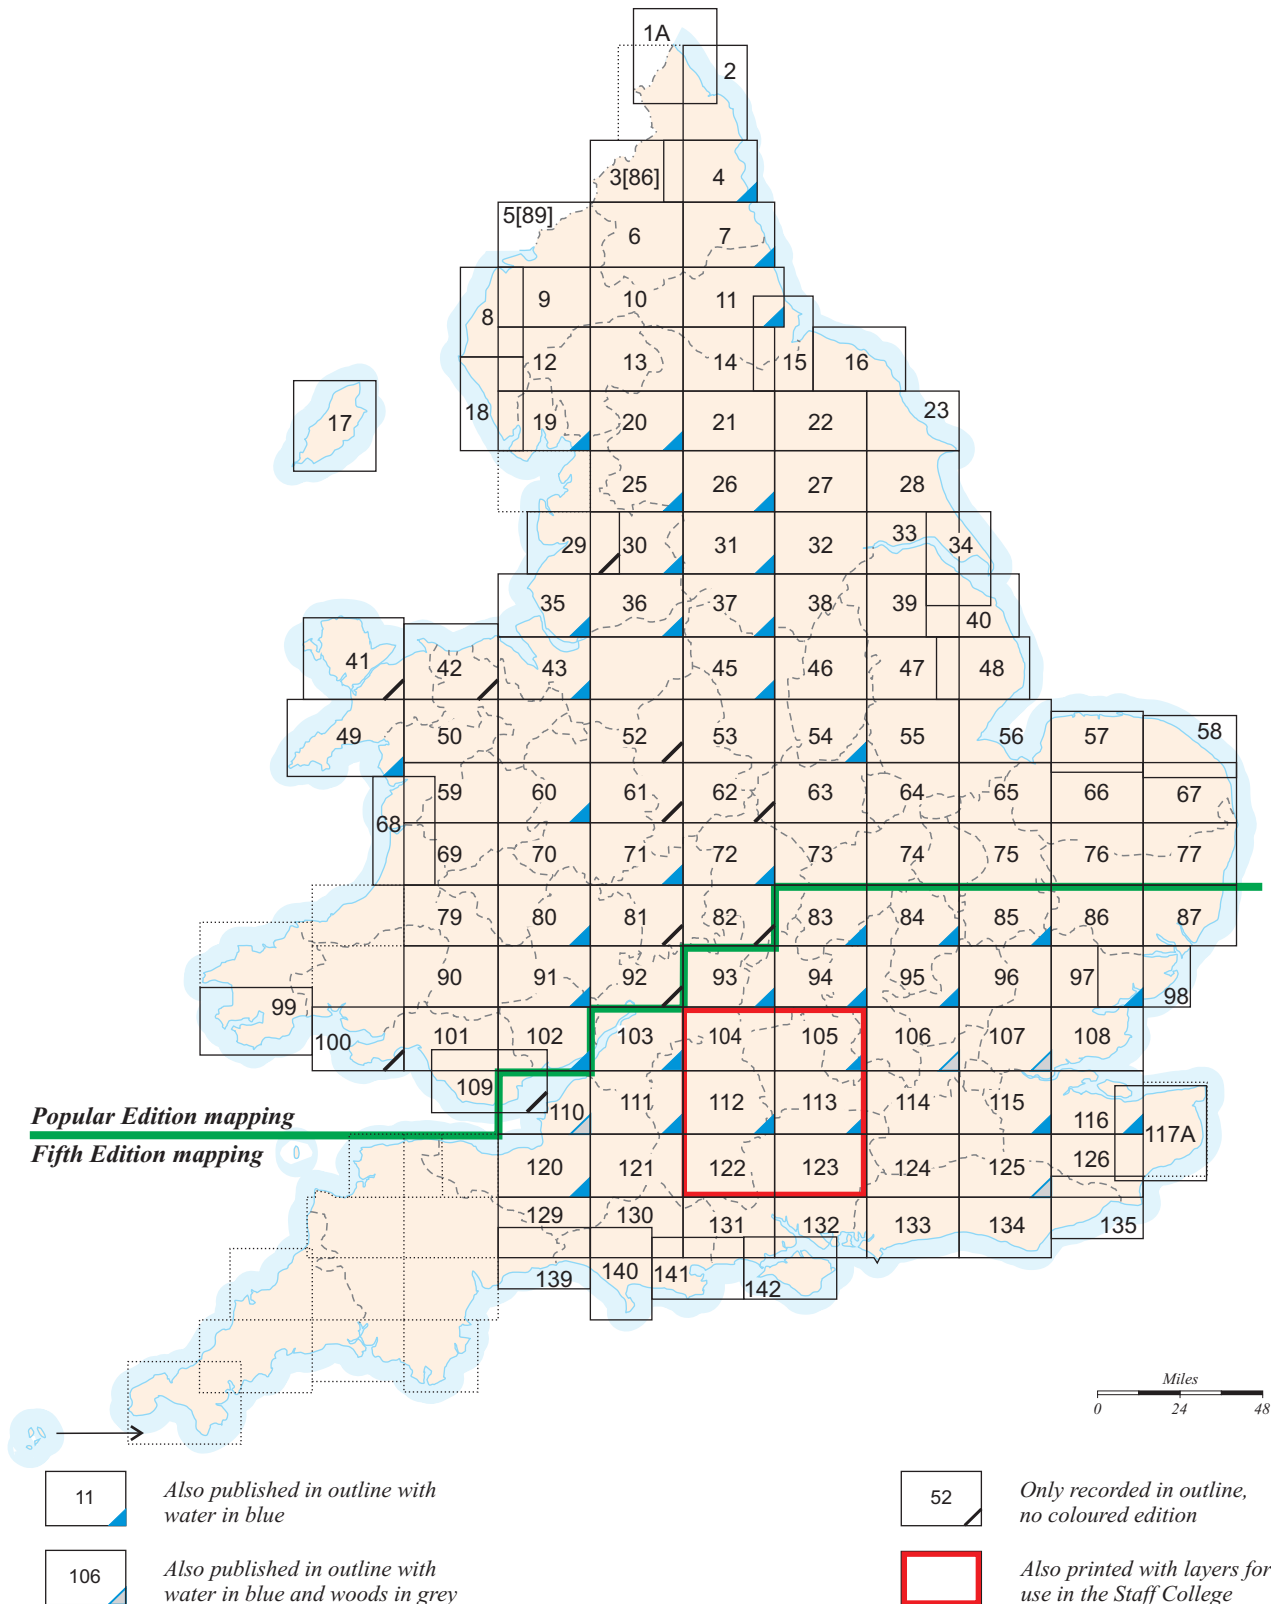 1A
2
3[86] 4
5[89] 6 7
8 9 10 11
12 13 14 15 16
17 18 19 20 21 22 23
25 26 27 28
29 30 31 32 33 34
35 36 37 38 39 40
41 42 43 45 46 47 48
49 50 52 53 54 55 56 57 58
59 60 61 62 63 64 65 66 67
68 69 70 71 72 73 74 75 76 77
79 80 81 82 83 84 85 86 87
90 91 92 93 94 95 96 97 98
99 100 101 102 103 104 105 106 107 108
109 110 111 112 113 114 115 116 117A
Popular Edition mapping
Fifth Edition mapping
120 121 122 123 124 125 126
129 130 131 132 133 134 135
139 140 141 142
Miles
0 24 48
11
Also published in outline with
water in blue
52
Only recorded in outline,
no coloured edition
106
Also published in outline with
water in blue and woods in grey
Also printed with layers for
use in the Staff College